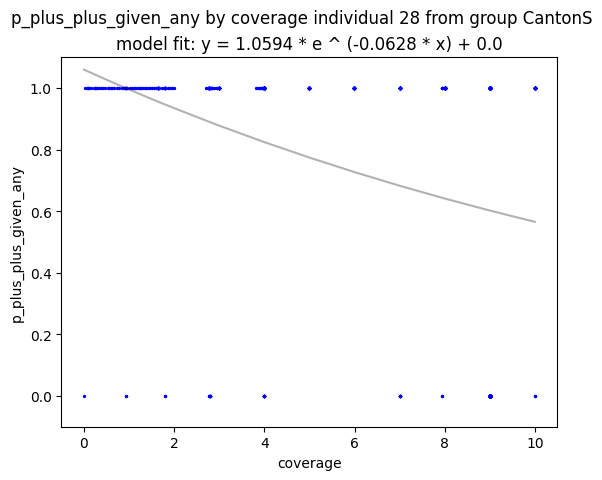 p_plus_plus_given_any by coverage individual 28 from group CantonS
model fit: y = 1.0594 * e ^ (-0.0628 * x) + 0.0
p_plus_plus_given_any
1.0
0.8
0.6
0.4
0.2
0.0
0 2 4 6 8 10
coverage